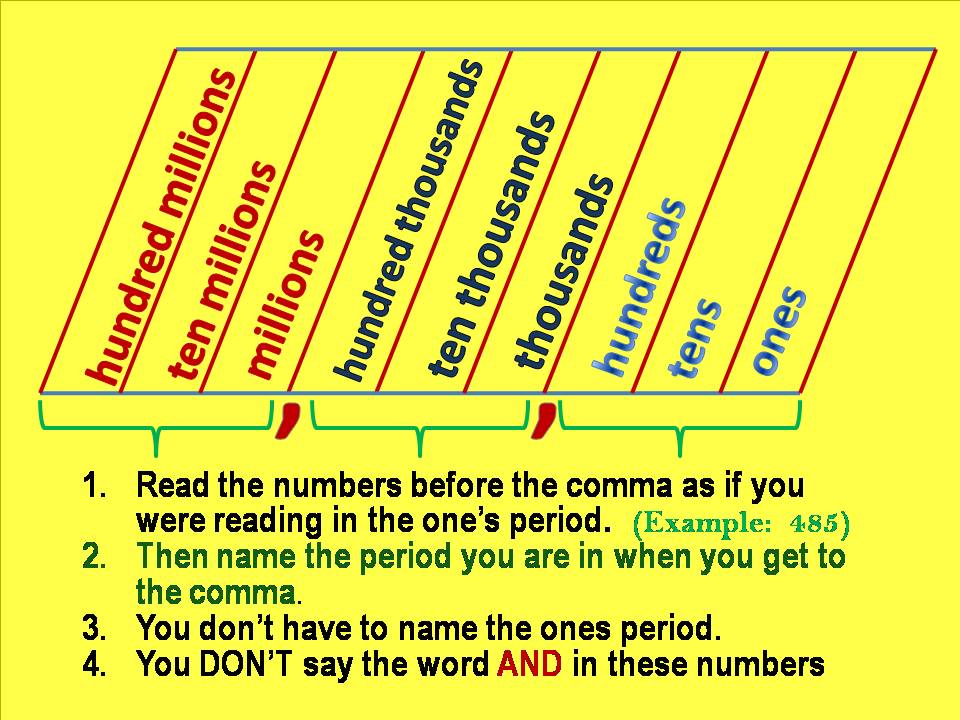 hundred millions
ten millions
millions
hundred thousands
ten thousands
thousands
hundreds
tens
ones
, ,
1. Read the numbers before the comma as if you
were reading in the one's period. (Example: 485)
2. Then name the period you are in when you get to
the comma.
3. You don't have to name the ones period.
4. You DON'T say the word AND in these numbers